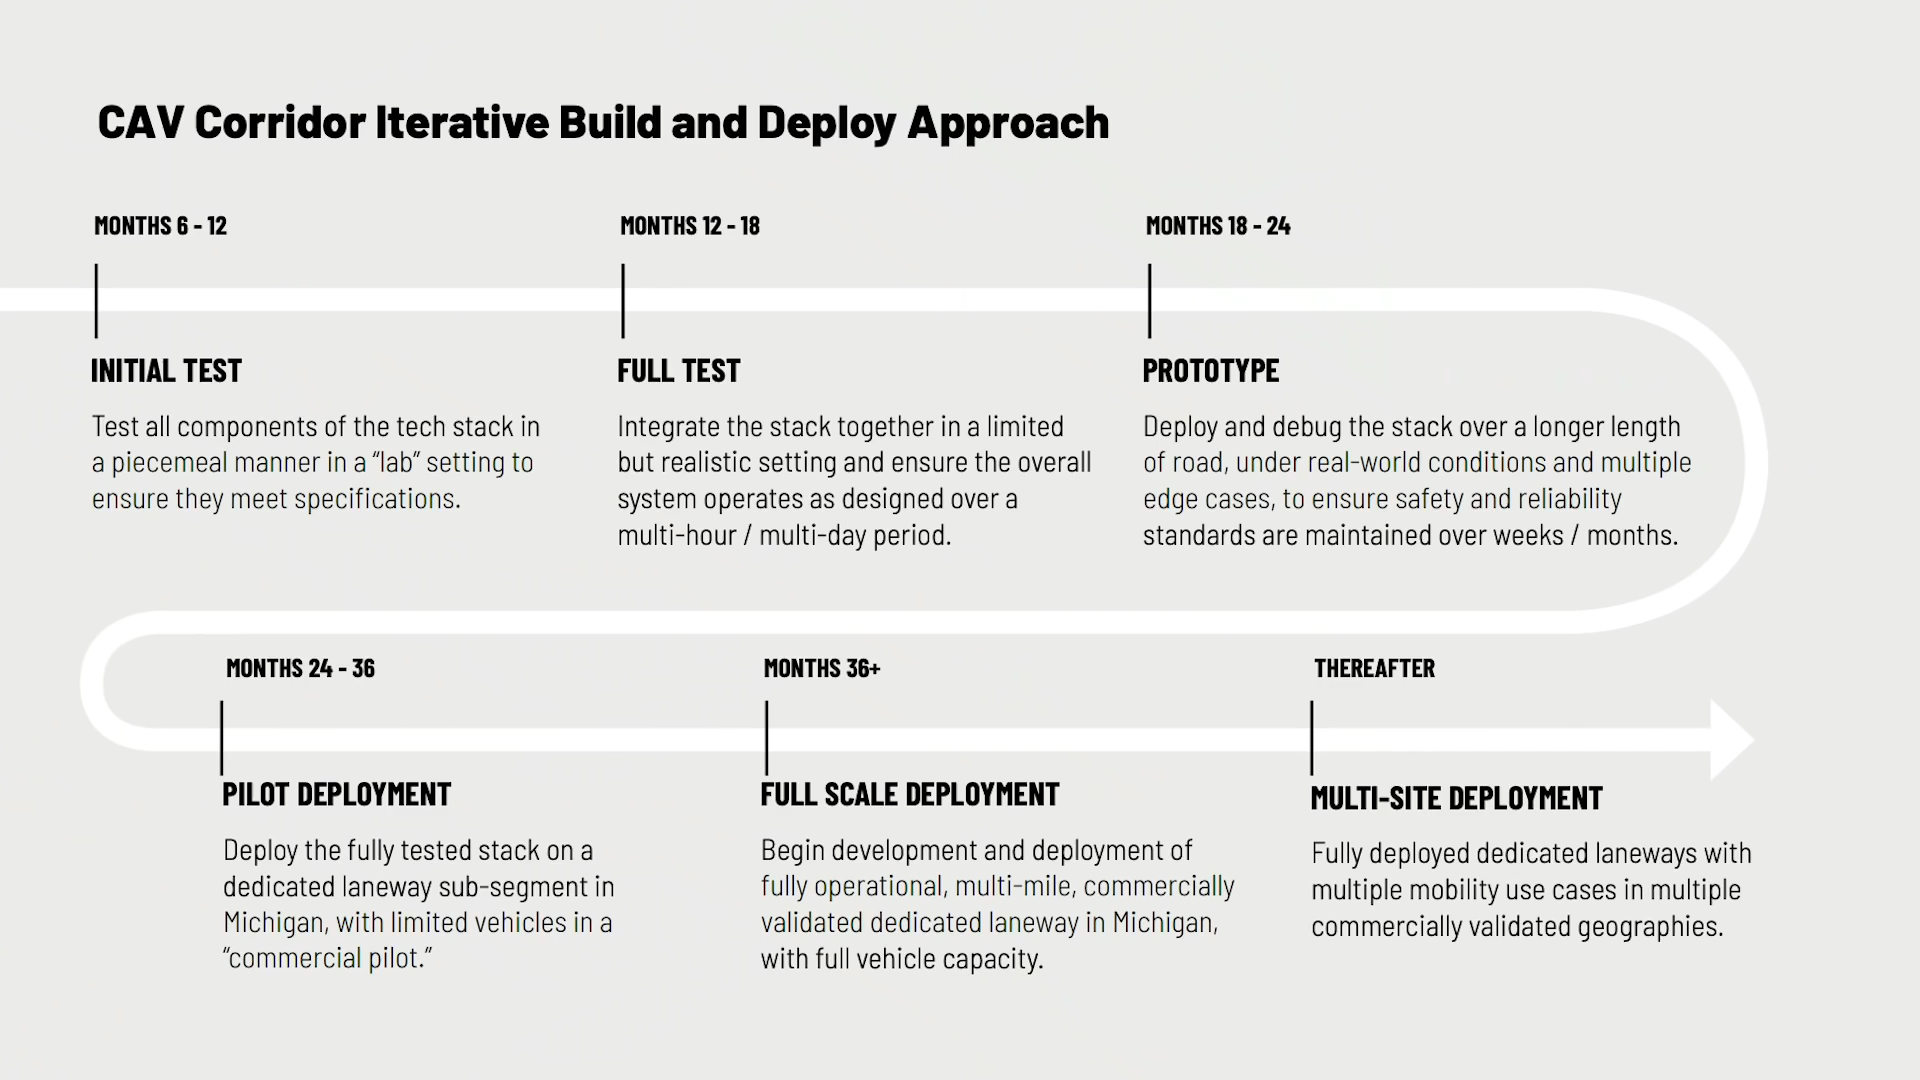 CAV Corridor Iterative Build and Deploy Approach
MONTHS 6 - 12
INITIAL TEST
Test all components of the tech stack in
a piecemeal manner in a “lab” setting to
ensure they meet specifications.
MONTHS 12 - 18
FULL TEST
Integrate the stack together in a limited
but realistic setting and ensure the overall
system operates as designed over a
multi-hour / multi-day period.
MONTHS 18 - 24
PROTOTYPE
Deploy and debug the stack over a longer length
of road, under real-world conditions and multiple
edge cases, to ensure safety and reliability
standards are maintained over weeks / months.
MONTHS 24 - 36
PILOT DEPLOYMENT
Deploy the fully tested stack on a
dedicated laneway sub-segment in
Michigan, with limited vehicles in a
“commercial pilot.”
MONTHS 36+
FULL SCALE DEPLOYMENT
Begin development and deployment of
fully operational, multi-mile, commercially
validated dedicated laneway in Michigan,
with full vehicle capacity.
THEREAFTER
MULTI-SITE DEPLOYMENT
Fully deployed dedicated laneways with
multiple mobility use cases in multiple
commercially validated geographies.